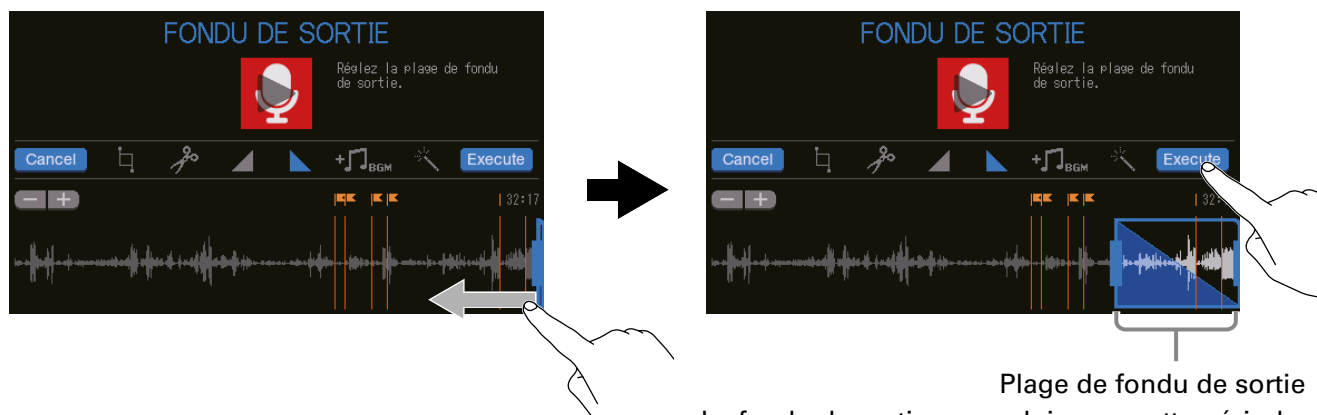 FONDU DE SORTIE
Réglez la plage de fondu
de sortie.
Cancel
+
BGM
Execute
− +
32:17
FONDU DE SORTIE
Réglez la plage de fondu
de sortie.
Cancel
+
BGM
Execute
− +
32:
Plage de fondu de sortie